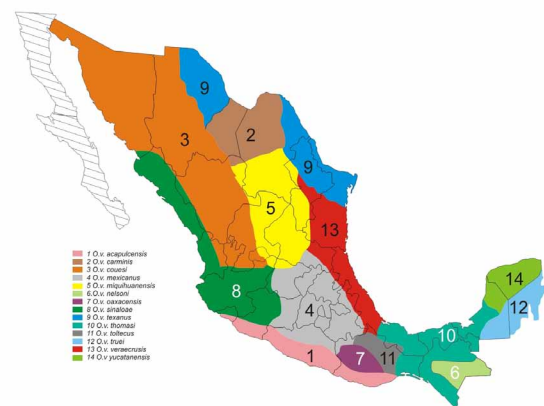 9
2
3
9
5
13
8
4
14
12
10
1
7
11
6
1 O.v. acapulcensis
2 O.v. carminis
3 O.v. couesi
4 O.v. mexicanus
5 O.v. miquihuanensis
6 O.v. nelsoni
7 O.v. oaxacensis
8 O.v. sinaloae
9 O.v. texanus
10 O.v. thomasi
11 O.v. toltecus
12 O.v. truei
13 O.v. veraecrusis
14 O.v. yucatanensis